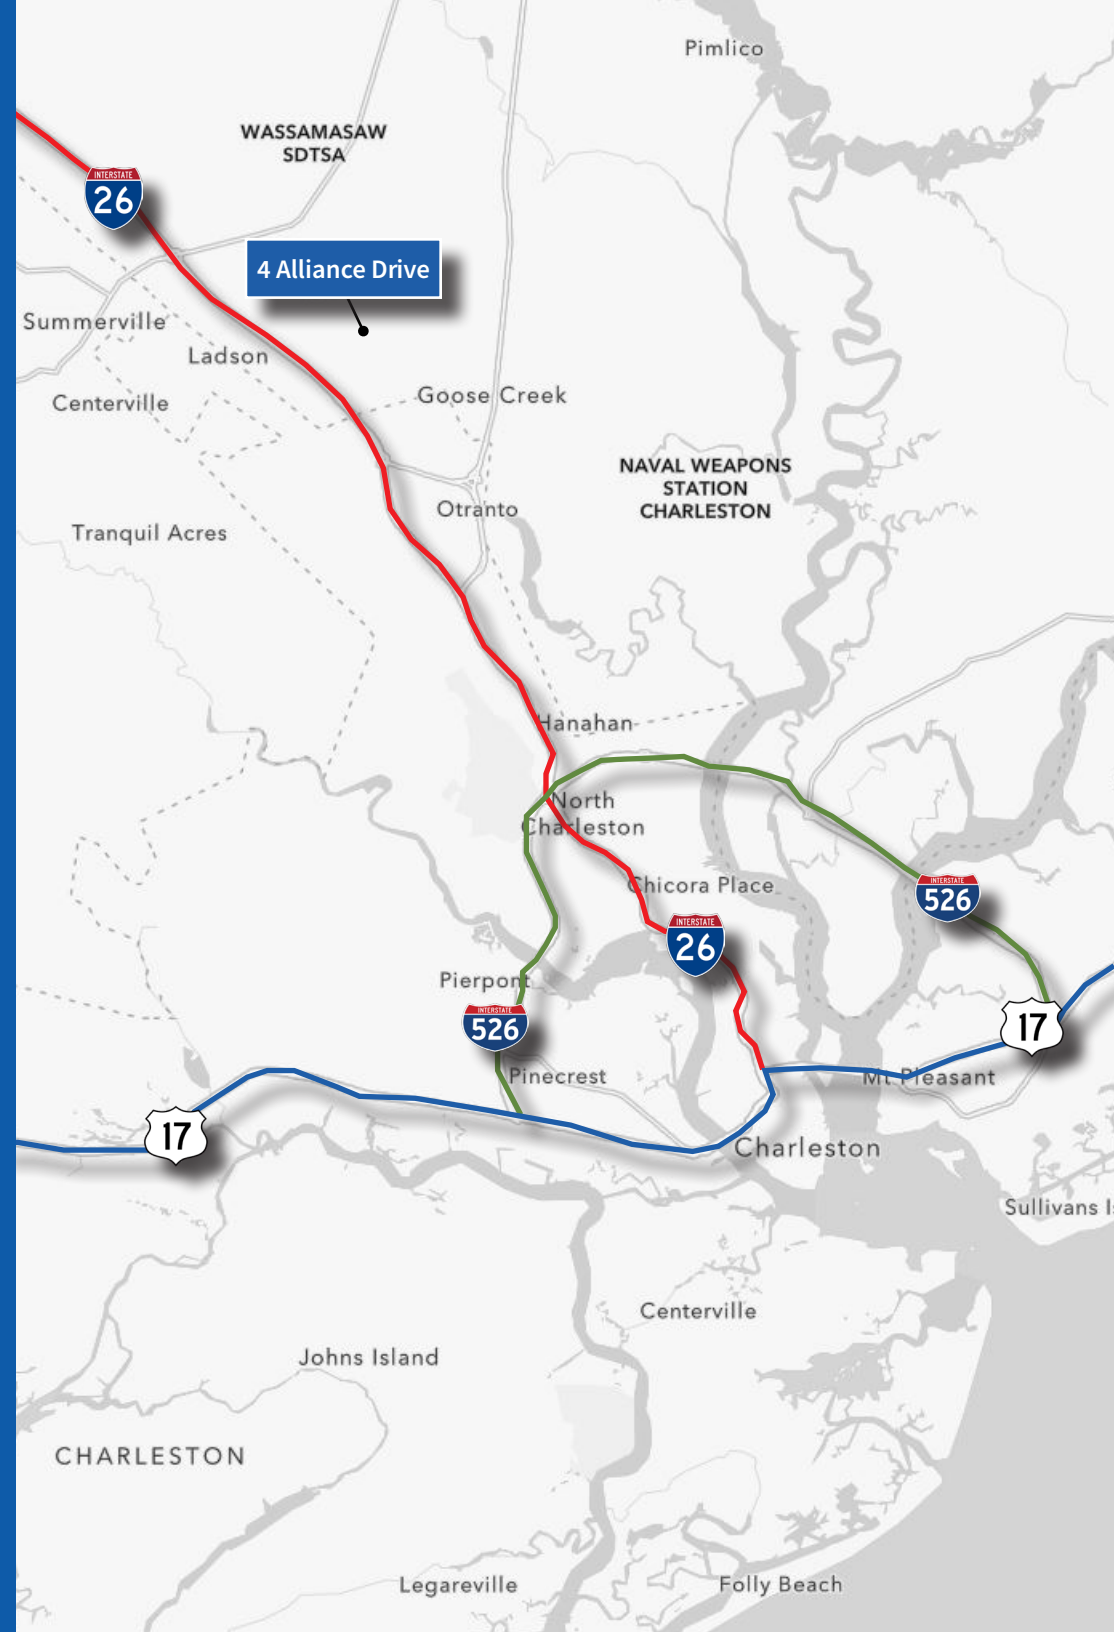 Pimlico
WASSAMASAW
SDTSA
INTERSTATE
26
4 Alliance Drive
Summerville
Ladson
Centerville
Goose Creek
NAVAL WEAPONS
STATION
CHARLESTON
Otranto
Tranquil Acres
Hanahan
North
Charleston
Chicora Place
INTERSTATE
526
INTERSTATE
26
Pierpont
INTERSTATE
526
17
Pinecrest
Mt Pleasant
17
Charleston
Sullivans Is
Centerville
Johns Island
CHARLESTON
Legareville
Folly Beach